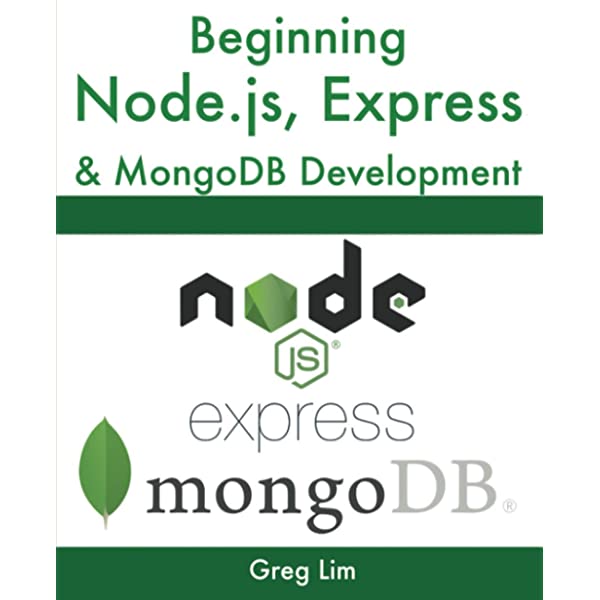 Beginning
Node.js, Express
& MongoDB Development
node
JS®
express
mongoDB®
Greg Lim